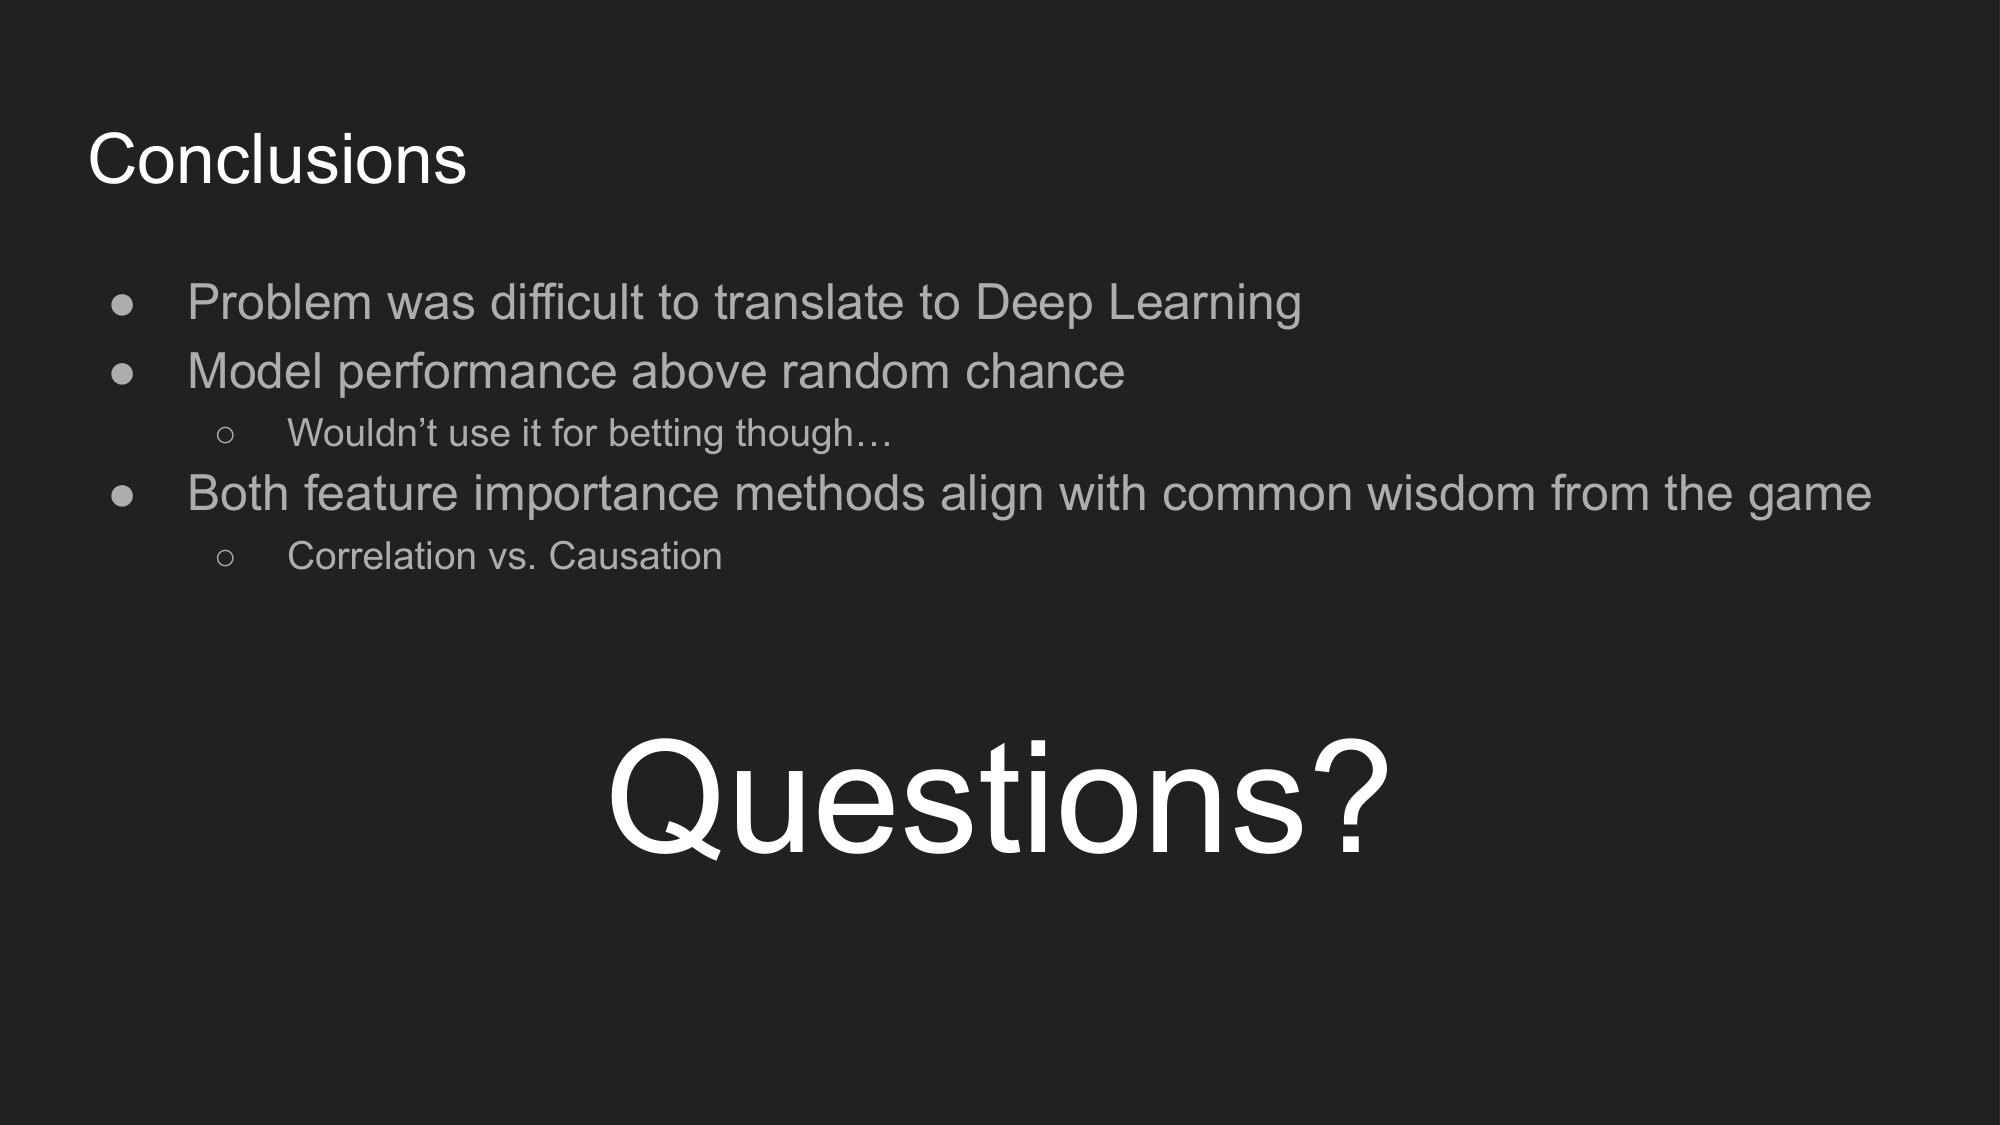 Conclusions
● Problem was difficult to translate to Deep Learning
● Model performance above random chance
○ Wouldn’t use it for betting though…
● Both feature importance methods align with common wisdom from the game
○ Correlation vs. Causation
Questions?